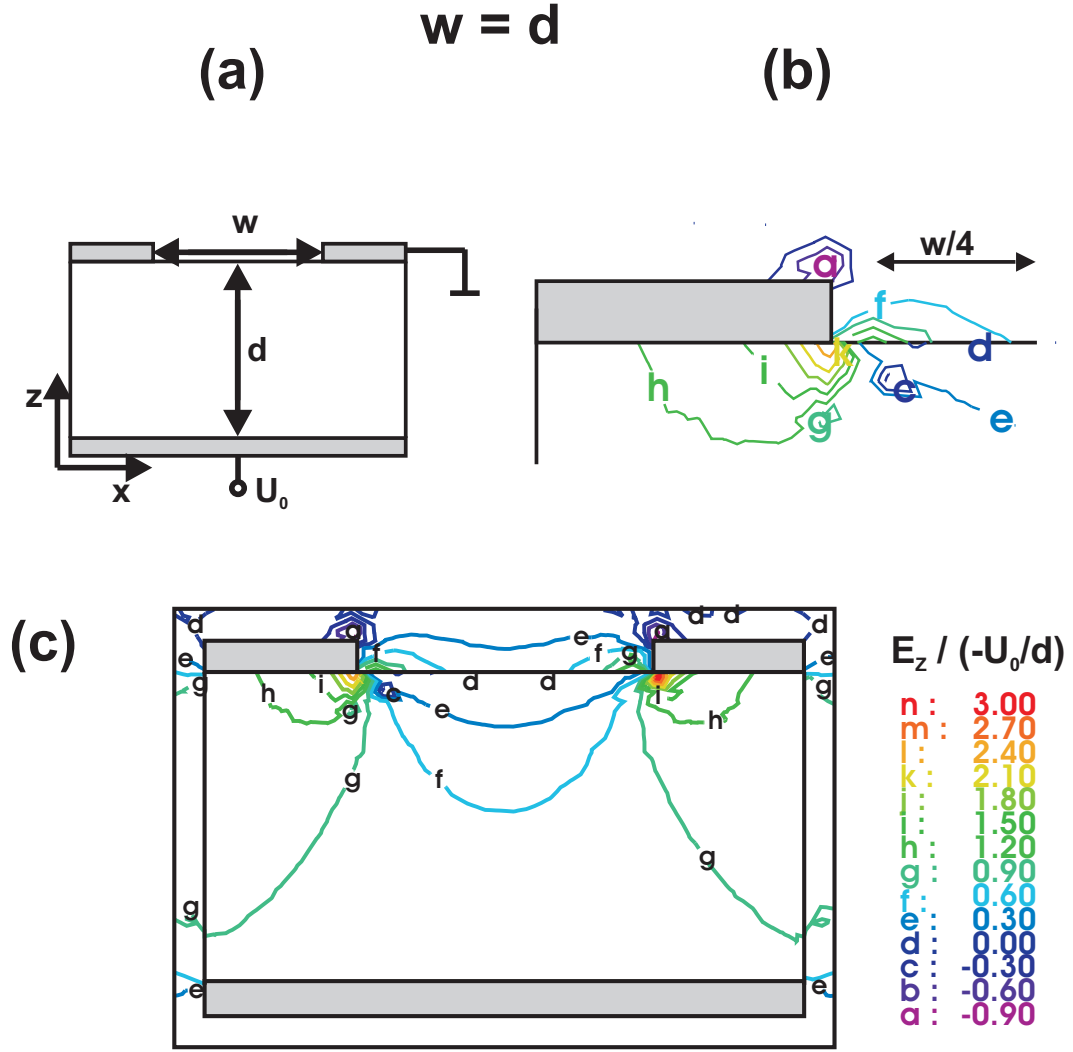 w = d
(a)
(b)
w
d
z
x
U₀
a
w/4
f
k
d
i
h
c
g
e
(c)
d a e a d d d
e f f g e
g h i c d d i g
g e h
g f
g
g g
e e
E_Z / (-U₀/d)
n : 3.00
m : 2.70
l : 2.40
k : 2.10
j : 1.80
i : 1.50
h : 1.20
g : 0.90
f : 0.60
e : 0.30
d : 0.00
c : -0.30
b : -0.60
a : -0.90